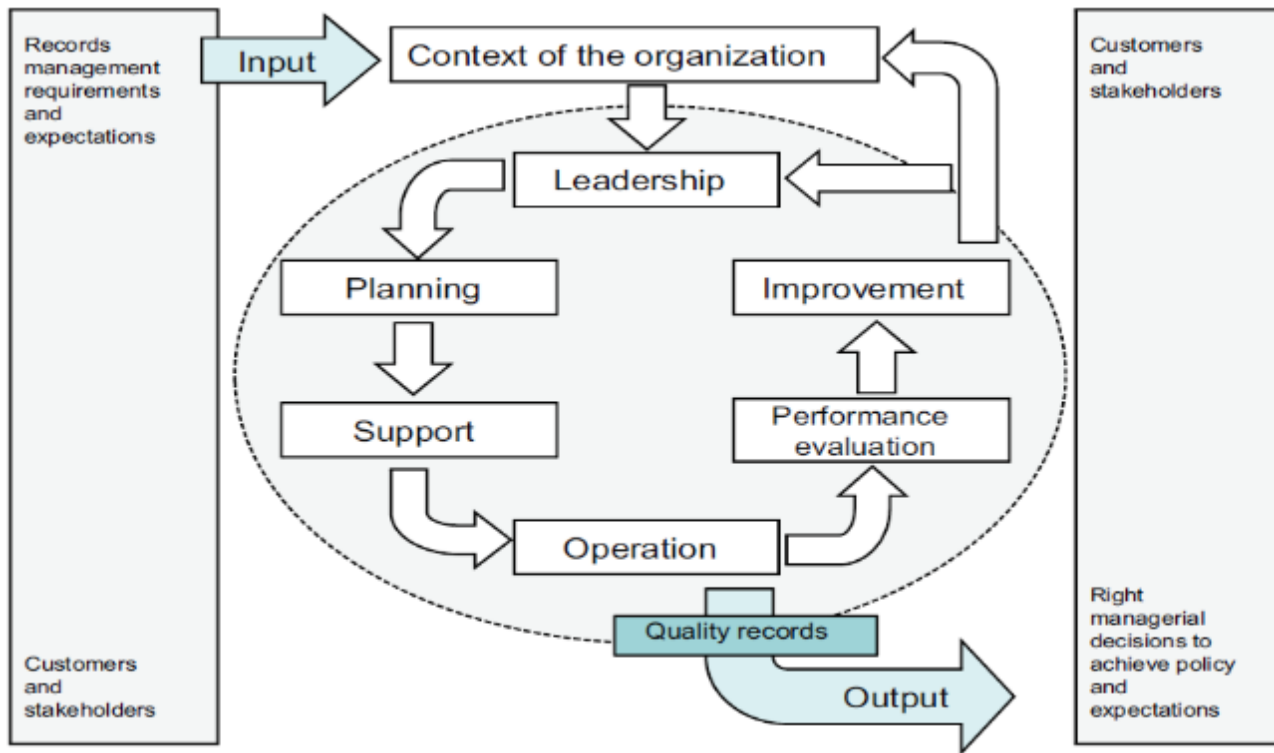 Records
management
requirements
and
expectations
Customers
and
stakeholders
Input
Context of the organization
Leadership
Planning
Support
Operation
Performance
evaluation
Improvement
Quality records
Output
Customers
and
stakeholders
Right
managerial
decisions to
achieve policy
and
expectations